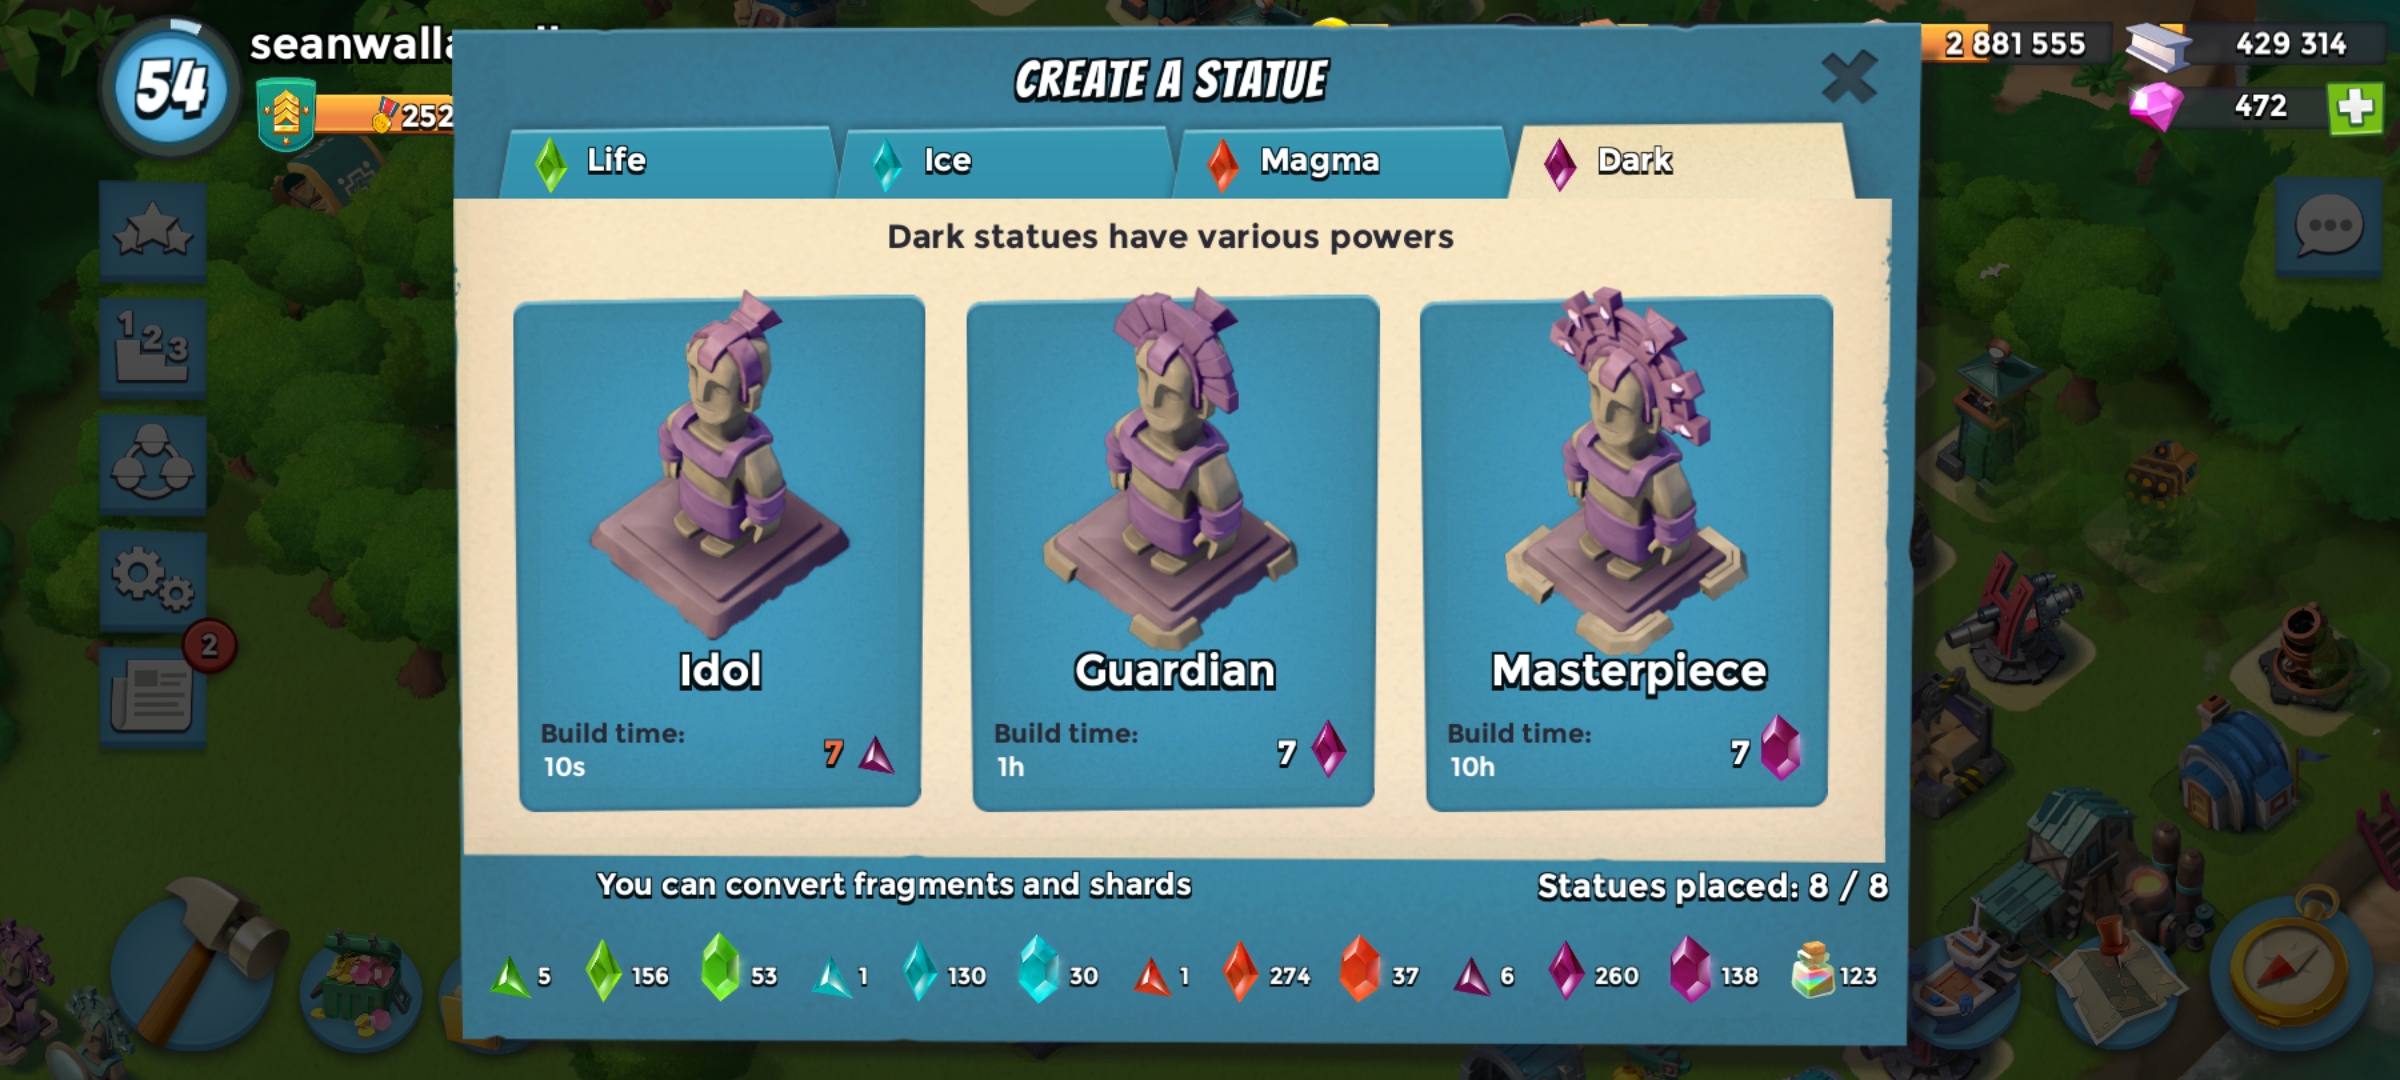 54
252
CREATE A STATUE
2 881 555
429 314
472
Life
Ice
Magma
Dark
Dark statues have various powers
1 2 3
2
Idol
Build time:
10s
7
Guardian
Build time:
1h
7
Masterpiece
Build time:
10h
7
You can convert fragments and shards
Statues placed: 8 / 8
5
156
53
1
130
30
1
274
37
6
260
138
123